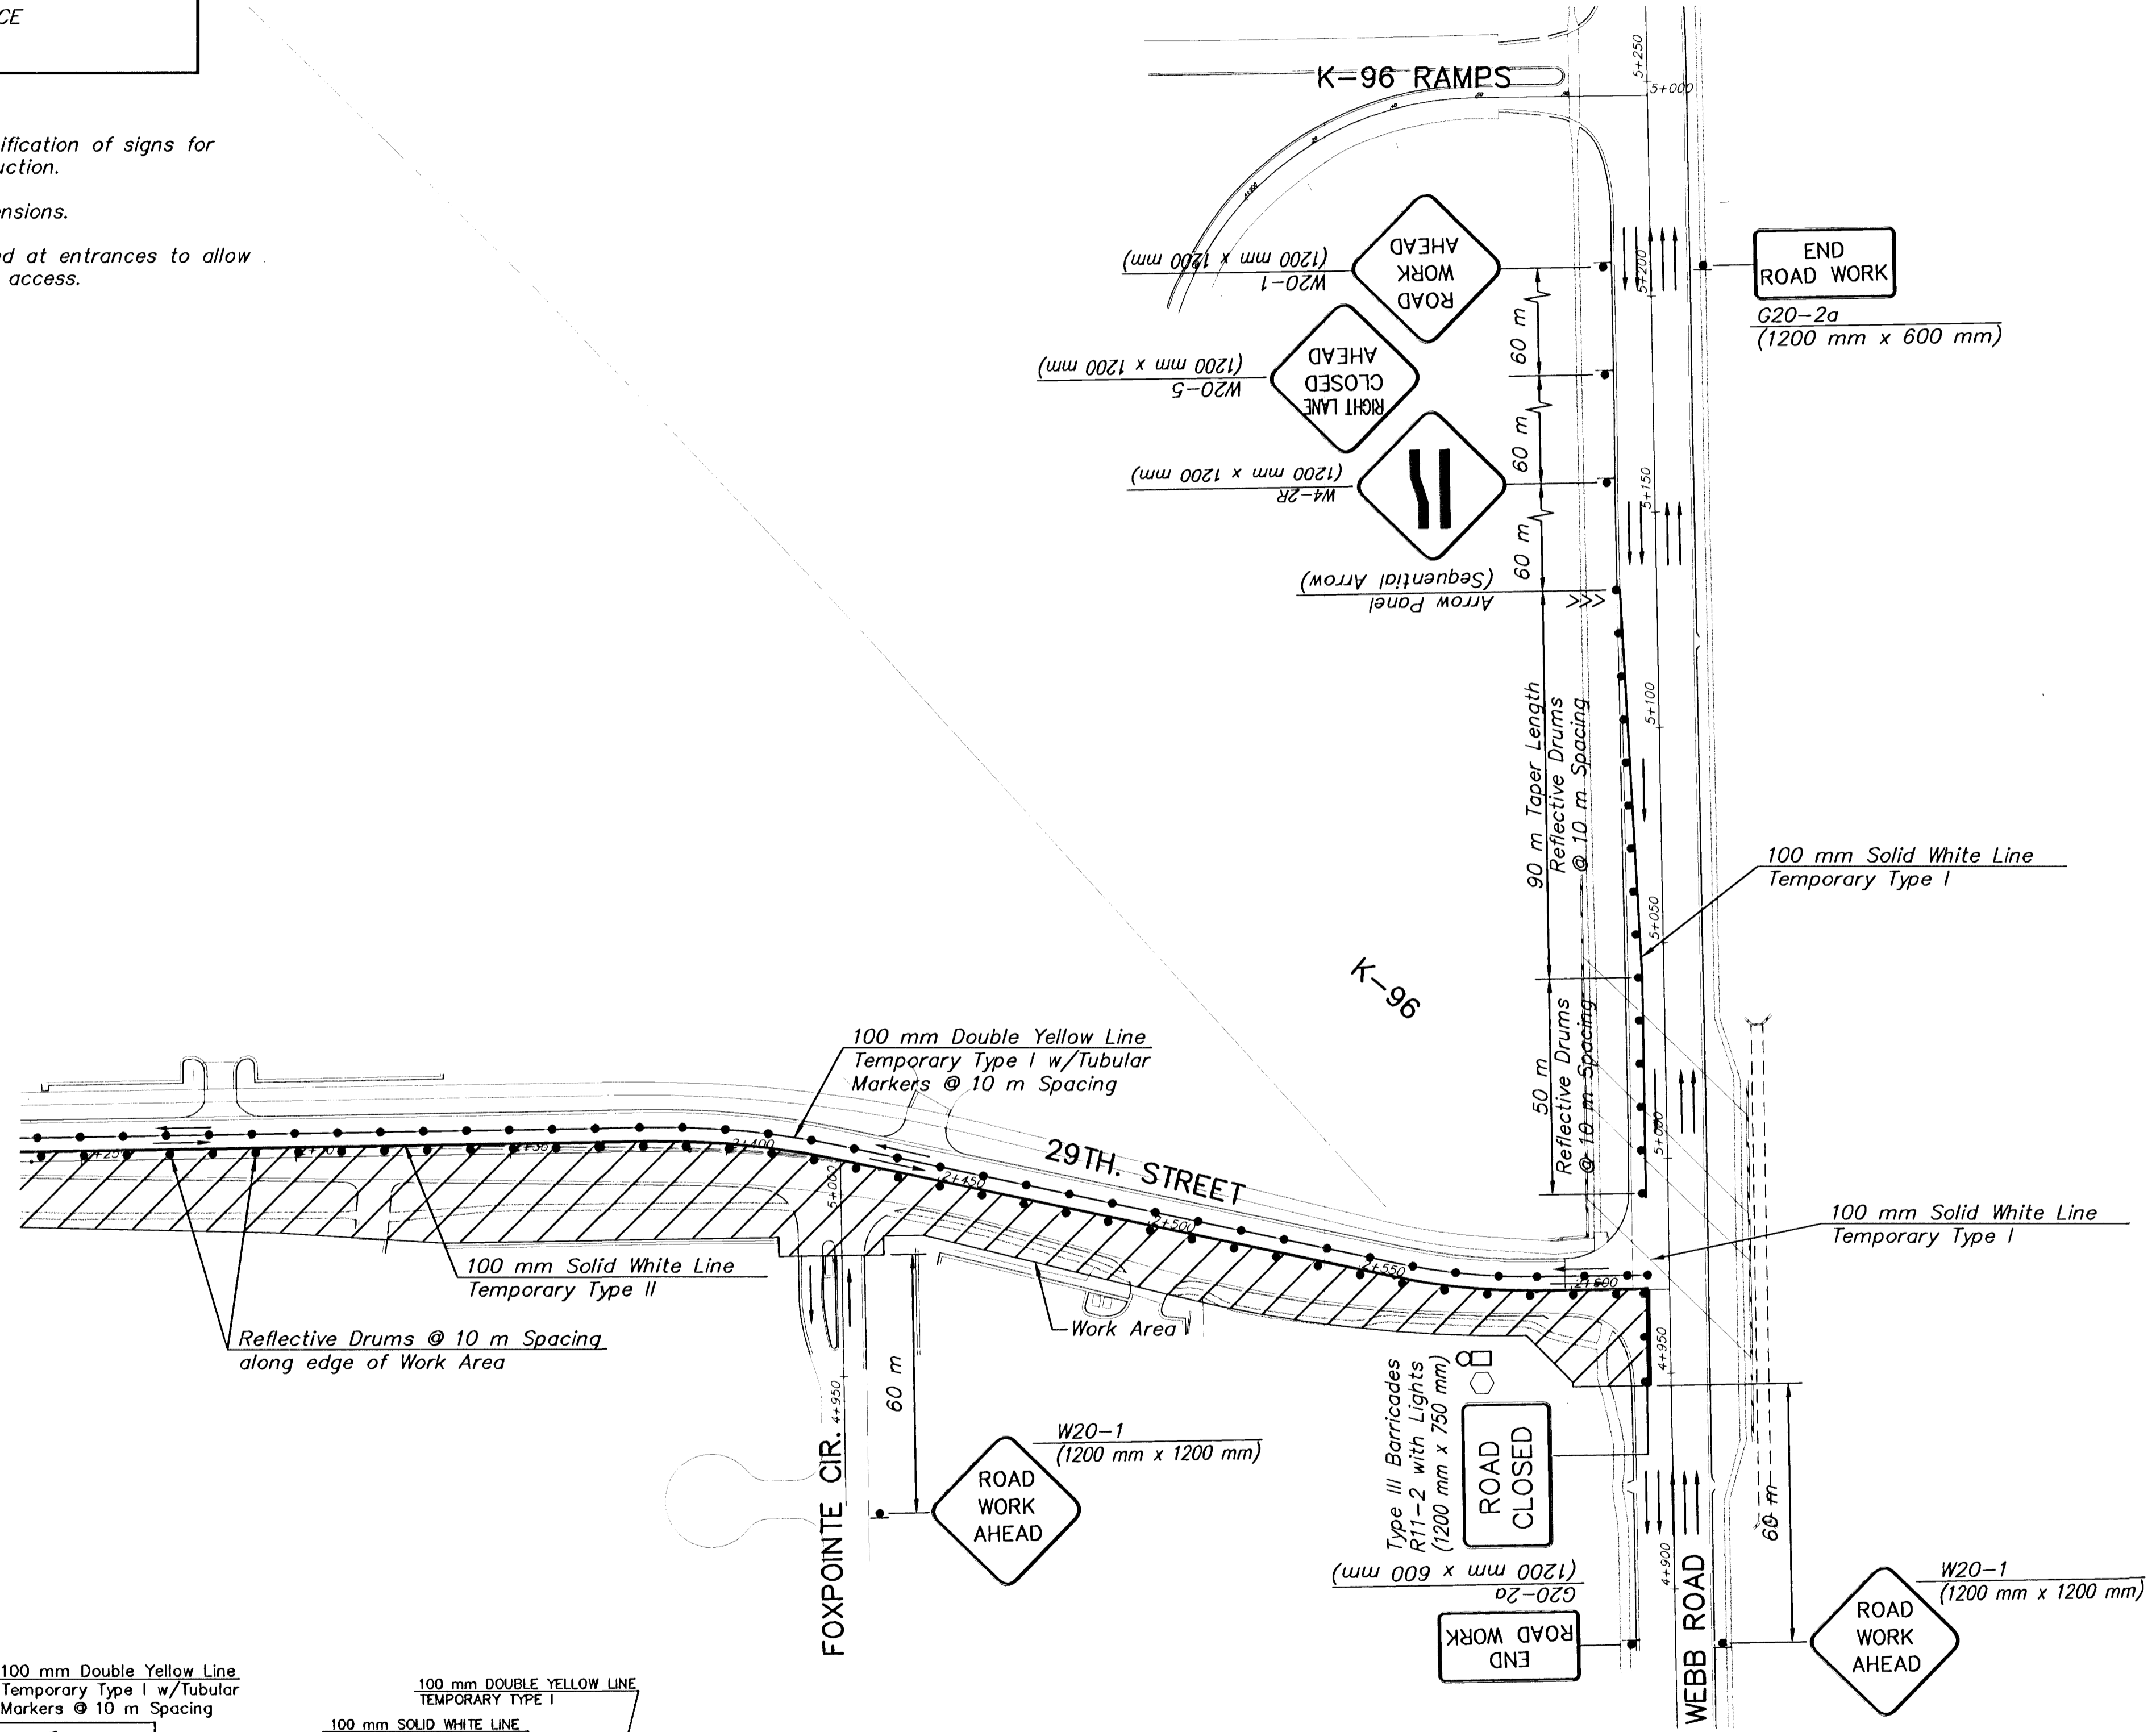 CE
ification of signs for
uction.
ensions.
ed at entrances to allow
access.
K-96 RAMPS
5+250
5+000
ROAD
WORK
AHEAD
W20-1
(1200 mm x 1200 mm)
RIGHT LANE
CLOSED
AHEAD
W20-5
(1200 mm x 1200 mm)
W4-2R
(1200 mm x 1200 mm)
Arrow Panel
(Sequential Arrow)
60 m
60 m
60 m
5+200
5+150
END
ROAD WORK
G20-2a
(1200 mm x 600 mm)
90 m Taper Length
Reflective Drums
@ 10 m Spacing
5+100
5+050
100 mm Solid White Line
Temporary Type I
K-96
50 m
Reflective Drums
@ 10 m Spacing
5+000
100 mm Double Yellow Line
Temporary Type I w/Tubular
Markers @ 10 m Spacing
29TH. STREET
2+400
2+450
2+500
2+550
2+600
5+000
100 mm Solid White Line
Temporary Type I
100 mm Solid White Line
Temporary Type II
Reflective Drums @ 10 m Spacing
along edge of Work Area
Work Area
60 m
4+950
FOXPOINTE CIR.
W20-1
(1200 mm x 1200 mm)
ROAD
WORK
AHEAD
Type III Barricades
R11-2 with Lights
(1200 mm x 750 mm)
ROAD
CLOSED
4+950
G20-2a
(1200 mm x 600 mm)
END
ROAD WORK
4+900
WEBB ROAD
60 m
W20-1
(1200 mm x 1200 mm)
ROAD
WORK
AHEAD
100 mm Double Yellow Line
Temporary Type I w/Tubular
Markers @ 10 m Spacing
100 mm DOUBLE YELLOW LINE
TEMPORARY TYPE I
100 mm SOLID WHITE LINE